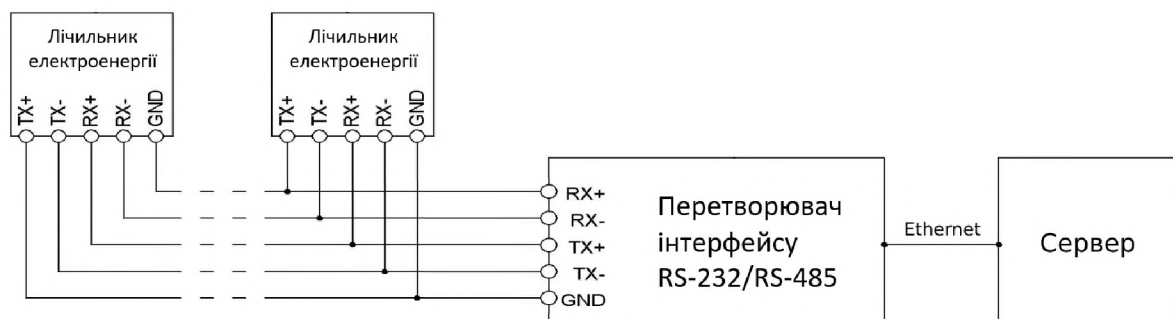 Лічильник
електроенергії
TX+
TX-
RX+
RX-
GND
Лічильник
електроенергії
TX+
TX-
RX+
RX-
GND
RX+
RX-
TX+
TX-
GND
Перетворювач
інтерфейсу
RS-232/RS-485
Ethernet
Сервер